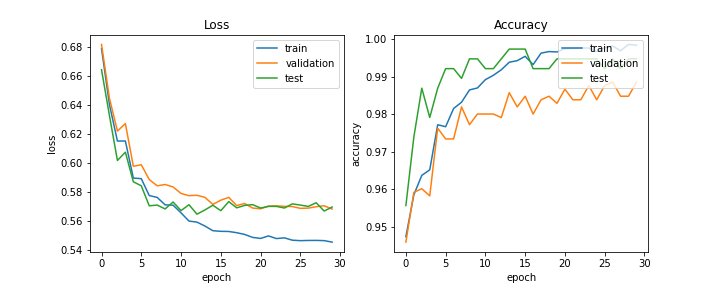 Loss
train
validation
test
0.68
0.66
0.64
0.62
0.60
0.58
0.56
0.54
loss
0 5 10 15 20 25 30
epoch
Accuracy
train
validation
test
1.00
0.99
0.98
0.97
0.96
0.95
accuracy
0 5 10 15 20 25 30
epoch